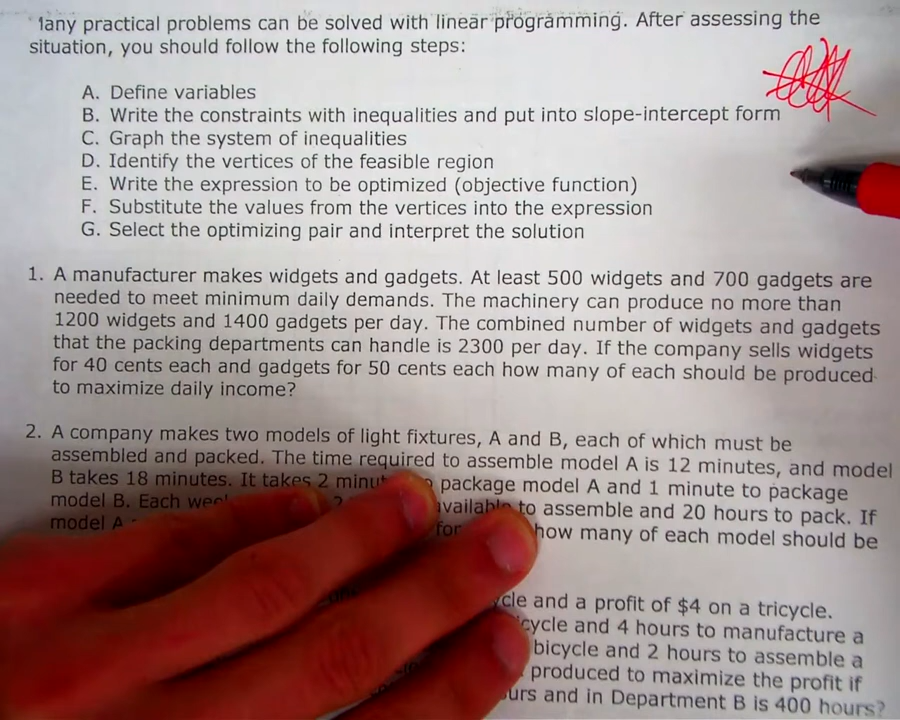 any practical problems can be solved with linear programming. After assessing the
situation, you should follow the following steps:
A. Define variables
B. Write the constraints with inequalities and put into slope-intercept form
C. Graph the system of inequalities
D. Identify the vertices of the feasible region
E. Write the expression to be optimized (objective function)
F. Substitute the values from the vertices into the expression
G. Select the optimizing pair and interpret the solution
1. A manufacturer makes widgets and gadgets. At least 500 widgets and 700 gadgets are
needed to meet minimum daily demands. The machinery can produce no more than
1200 widgets and 1400 gadgets per day. The combined number of widgets and gadgets
that the packing departments can handle is 2300 per day. If the company sells widgets
for 40 cents each and gadgets for 50 cents each how many of each should be produced
to maximize daily income?
2. A company makes two models of light fixtures, A and B, each of which must be
assembled and packed. The time required to assemble model A is 12 minutes, and model
B takes 18 minutes. It takes 2 package model A and 1 minute to package
model B. Each to assemble and 20 hours to pack. If
model A for how many of each model should be
and a profit of $4 on a tricycle.
and 4 hours to manufacture a
bicycle and 2 hours to assemble a
produced to maximize the profit if
and in Department B is 400 hours?